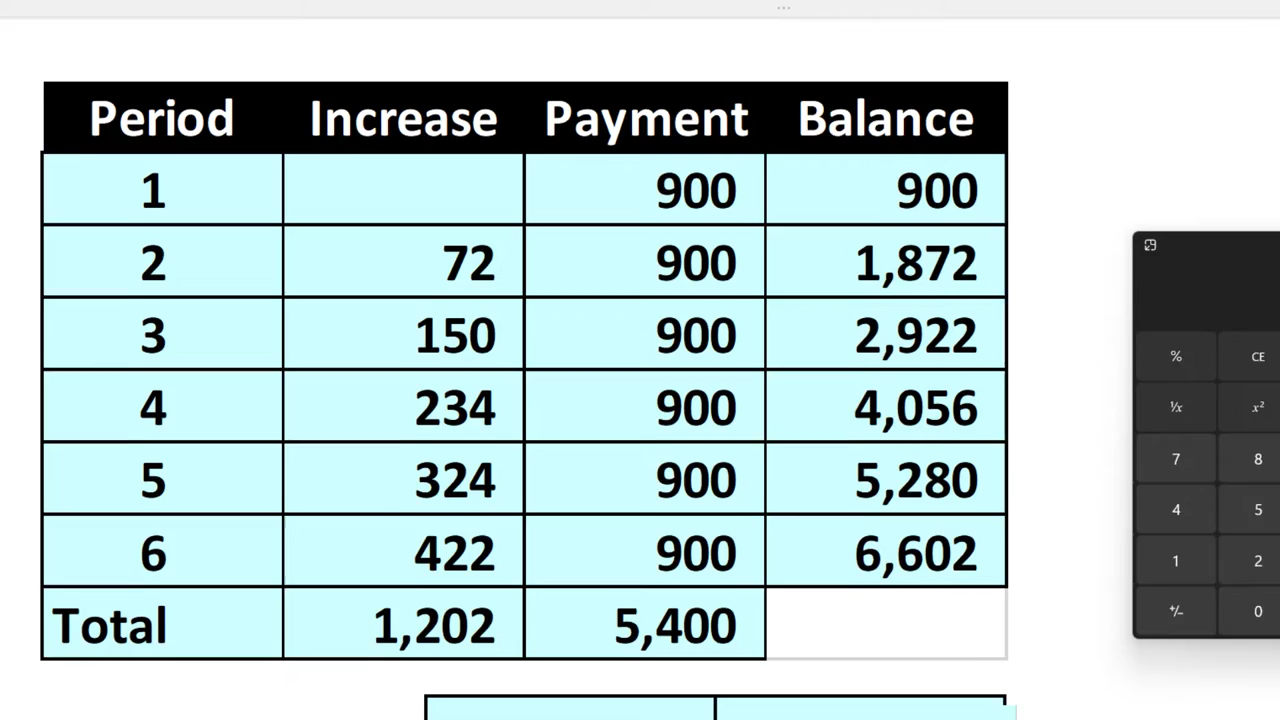 Period Increase Payment Balance
1 900 900
2 72 900 1,872
3 150 900 2,922
4 234 900 4,056
5 324 900 5,280
6 422 900 6,602
Total 1,202 5,400
% CE
⅟x x²
7 8
4 5
1 2
+/− 0